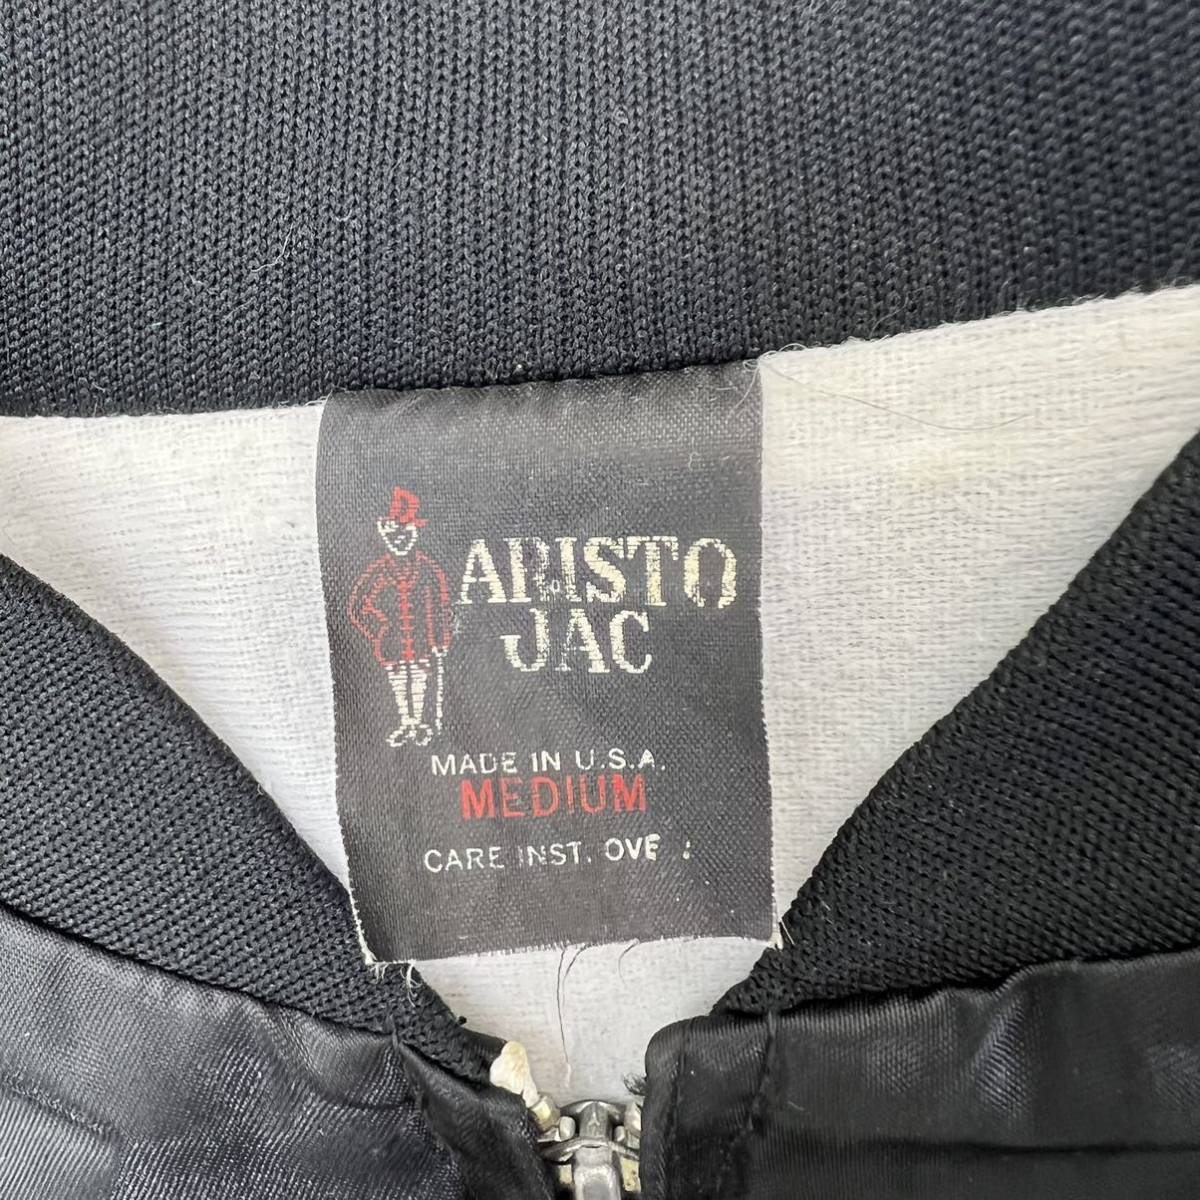 ARISTO
JAC
MADE IN U.S.A.
MEDIUM
CARE INST. OVE :